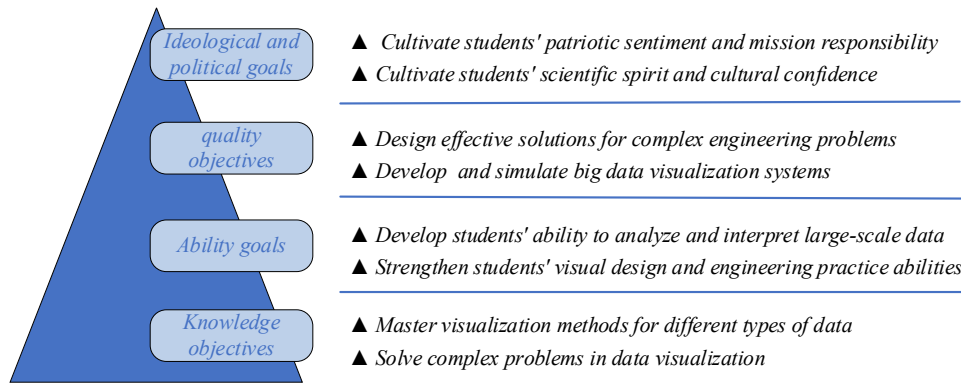 Ideological and
political goals
▲ Cultivate students' patriotic sentiment and mission responsibility
▲ Cultivate students' scientific spirit and cultural confidence
quality
objectives
▲ Design effective solutions for complex engineering problems
▲ Develop and simulate big data visualization systems
Ability goals
▲ Develop students' ability to analyze and interpret large-scale data
▲ Strengthen students' visual design and engineering practice abilities
Knowledge
objectives
▲ Master visualization methods for different types of data
▲ Solve complex problems in data visualization